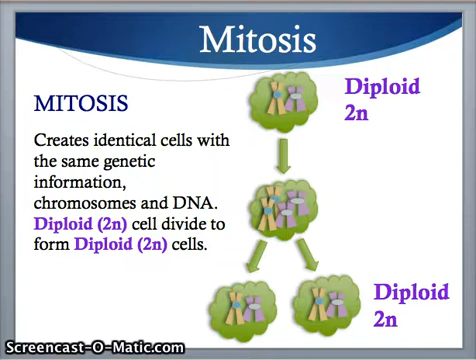 Mitosis
MITOSIS
Creates identical cells with
the same genetic
information,
chromosomes and DNA.
Diploid (2n) cell divide to
form Diploid (2n) cells.
Diploid
2n
Diploid
2n
Screencast-O-Matic.com